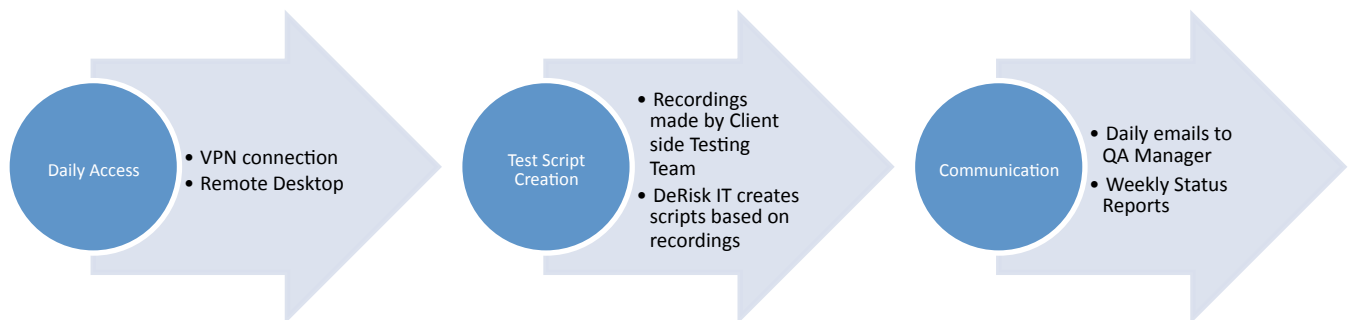 Daily Access
• VPN connection
• Remote Desktop
Test Script
Creation
• Recordings
made by Client
side Testing
Team
• DeRisk IT creates
scripts based on
recordings
Communication
• Daily emails to
QA Manager
• Weekly Status
Reports